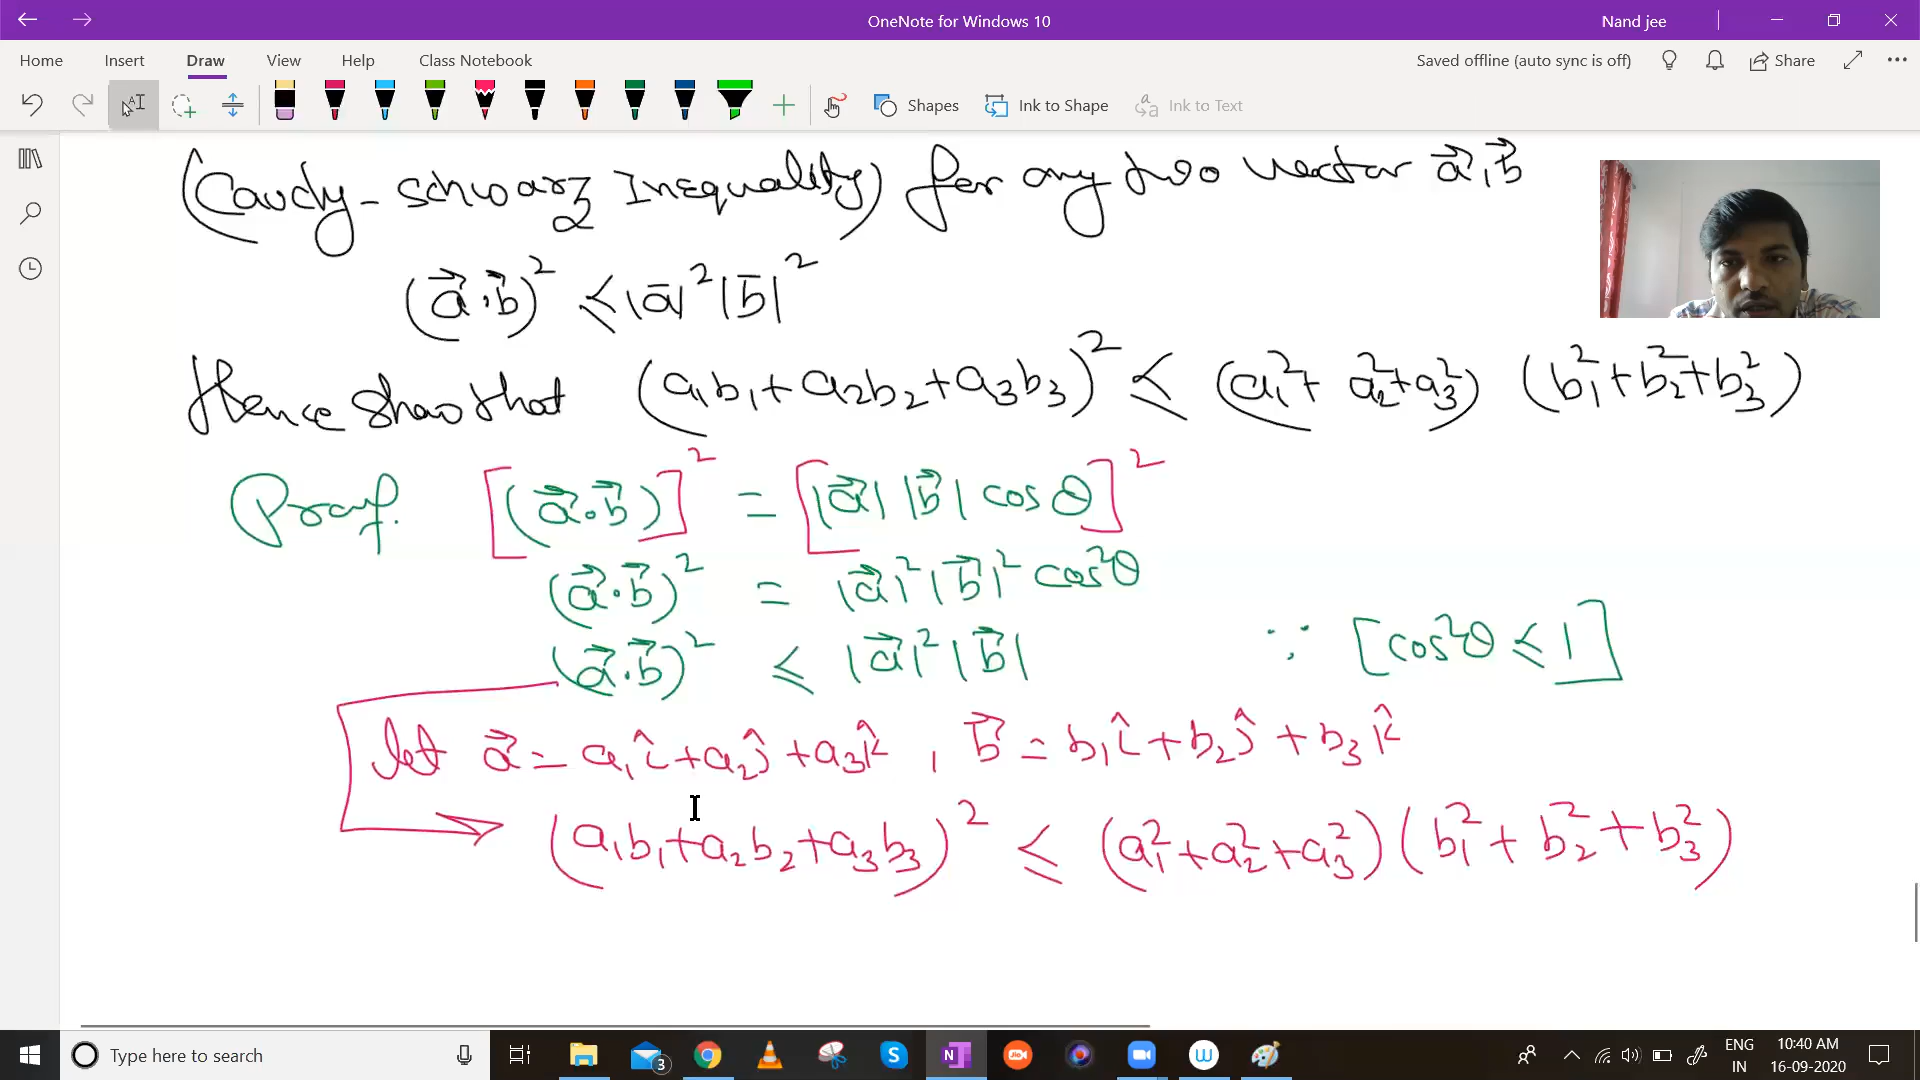 OneNote for Windows 10
Nand jee
Home Insert Draw View Help Class Notebook
Saved offline (auto sync is off) Share
Shapes Ink to Shape Ink to Text
(Caucdy - schwarz Inequality) for any two vector a⃗, b⃗
(a⃗·b⃗)² ≤ |a̅|² |b̅|²
Hence show that (a₁b₁+a₂b₂+a₃b₃)² ≤ (a₁²+ a₂²+a₃²) (b₁²+b₂²+b₃²)
Proof. [(a⃗·b⃗)]² = [|a⃗| |b⃗| cos θ]²
(a⃗·b⃗)² = |a⃗|² |b⃗|² cos²θ
(a⃗·b⃗)² ≤ |a⃗|² |b⃗| ∵ [cos²θ ≤ 1]
let a⃗ = a₁î+a₂ĵ+a₃k̂ , b⃗ = b₁î+b₂ĵ+b₃k̂
(a₁b₁+a₂b₂+a₃b₃)² ≤ (a₁²+a₂²+a₃²)(b₁²+b₂²+b₃²)
Type here to search
3
Jio
ENG
IN
10:40 AM
16-09-2020